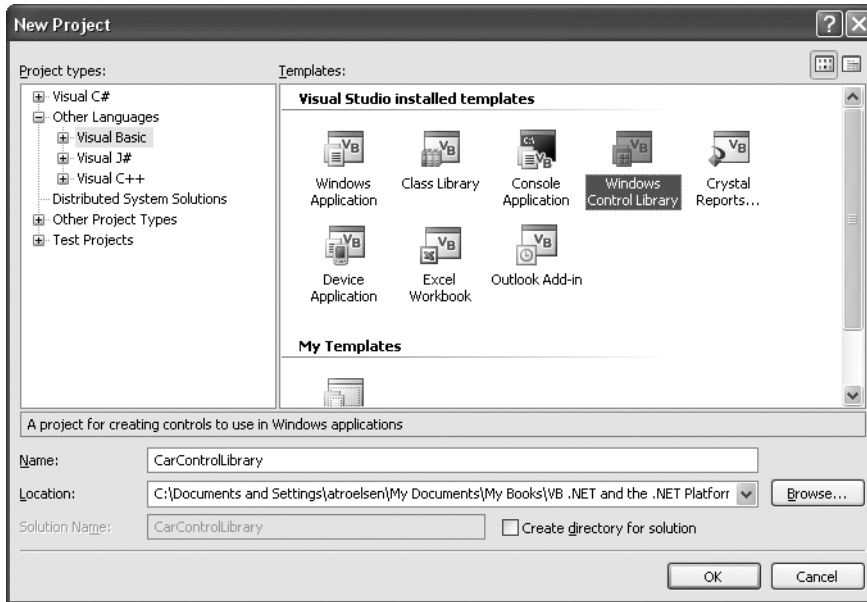 New Project
Project types:
Templates:
Visual C#
Other Languages
Visual Basic
Visual J#
Visual C++
Distributed System Solutions
Other Project Types
Test Projects
Visual Studio installed templates
Windows Application
Class Library
Console Application
Windows Control Library
Crystal Reports...
Device Application
Excel Workbook
Outlook Add-in
My Templates
A project for creating controls to use in Windows applications
Name:
CarControlLibrary
Location:
C:\Documents and Settings\atroelsen\My Documents\My Books\VB .NET and the .NET Platforr
Browse...
Solution Name:
CarControlLibrary
Create directory for solution
OK
Cancel